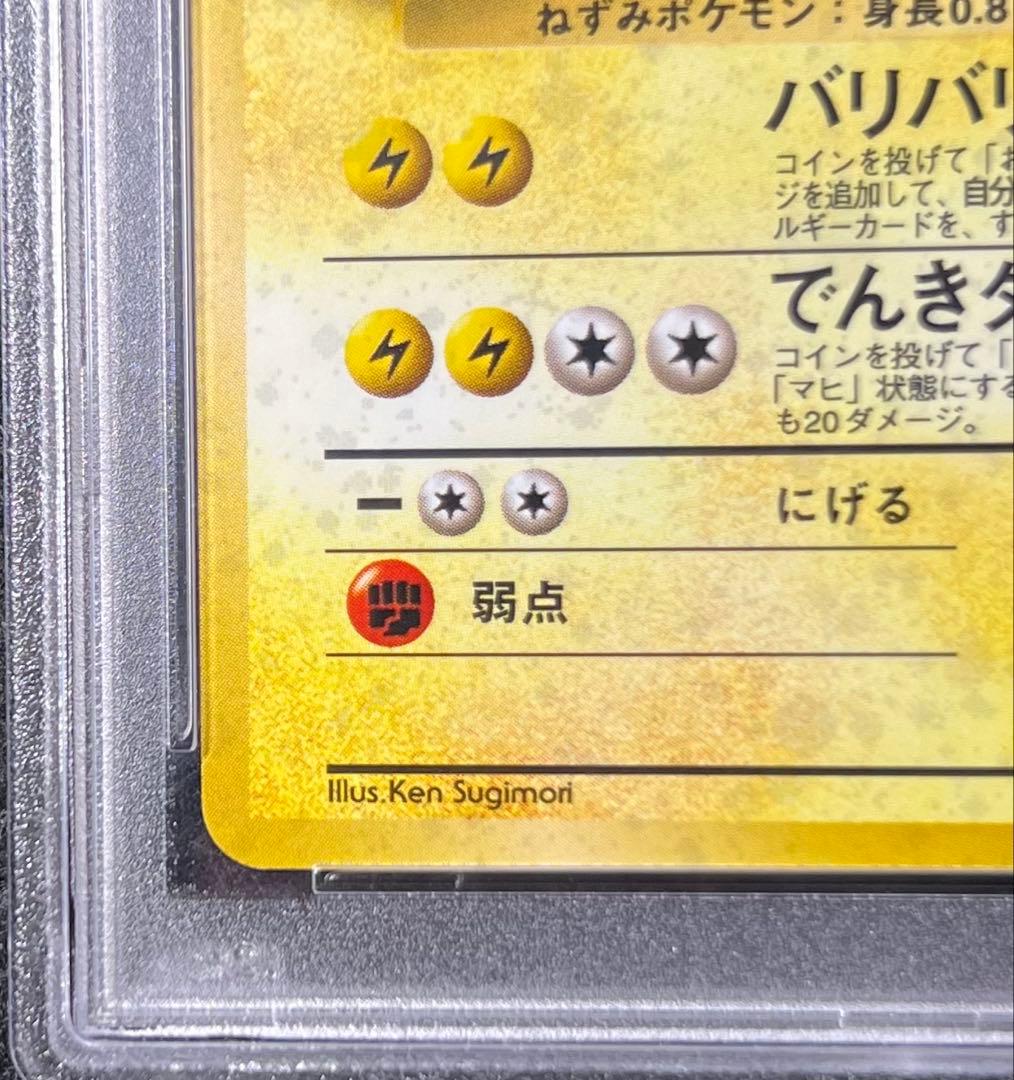 ねずみポケモン：身長0.8
バリバリ
コインを投げて「お
ジを追加して、自分
ルギーカードを、す
でんきタ
コインを投げて「
「マヒ」状態にする
も20ダメージ。
にげる
弱点
Illus.Ken Sugimori